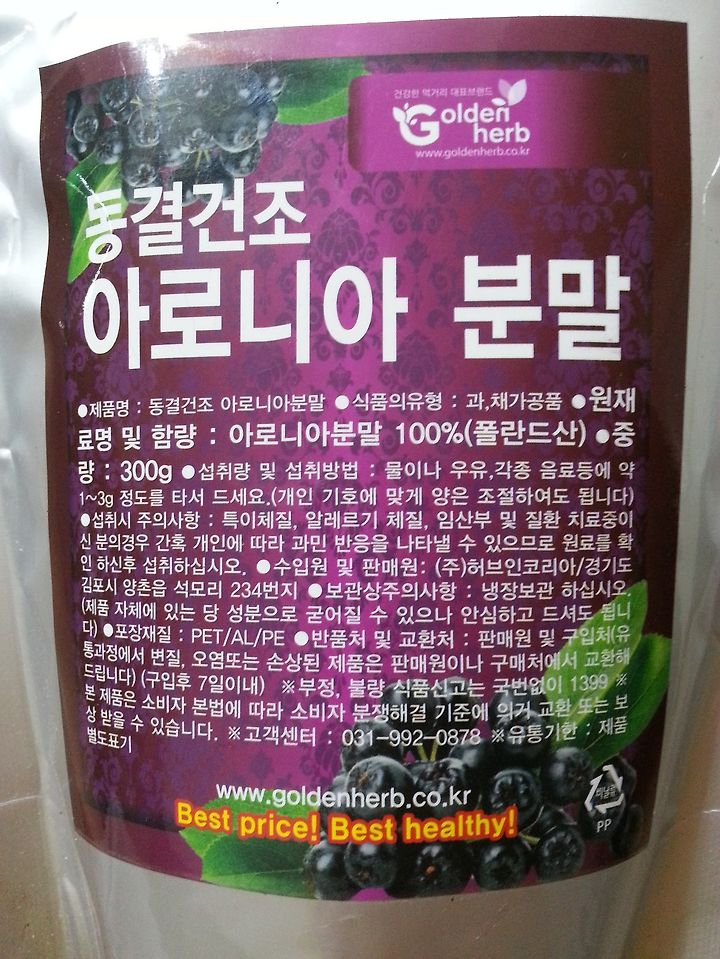 건강한 먹거리 대표브랜드
Golden
herb
www.goldenherb.co.kr
동결건조
아로니아 분말
●제품명 : 동결건조 아로니아분말 ●식품의유형 : 과,채가공품 ●원재
료명 및 함량 : 아로니아분말 100%(폴란드산) ●중
량 : 300g ●섭취량 및 섭취방법 : 물이나 우유,각종 음료등에 약
1~3g 정도를 타서 드세요.(개인 기호에 맞게 양은 조절하여도 됩니다)
●섭취시 주의사항 : 특이체질, 알레르기 체질, 임산부 및 질환 치료중이
신 분의경우 간혹 개인에 따라 과민 반응을 나타낼 수 있으므로 원료를 확
인 하신후 섭취하십시오. ●수입원 및 판매원: (주)허브인코리아/경기도
김포시 양촌읍 석모리 234번지 ●보관상주의사항 : 냉장보관 하십시오.
(제품 자체에 있는 당 성분으로 굳어질 수 있으나 안심하고 드셔도 됩니
다) ●포장재질 : PET/AL/PE ●반품처 및 교환처 : 판매원 및 구입처(유
통과정에서 변질, 오염또는 손상된 제품은 판매원이나 구매처에서 교환해
드립니다) (구입후 7일이내) ※부정, 불량 식품신고는 국번없이 1399 ※
본 제품은 소비자 본법에 따라 소비자 분쟁해결 기준에 의거 교환 또는 보
상 받을 수 있습니다. ※고객센터 : 031-992-0878 ※유통기한 : 제품
별도표기
www.goldenherb.co.kr
Best price! Best healthy!
비닐류
PP